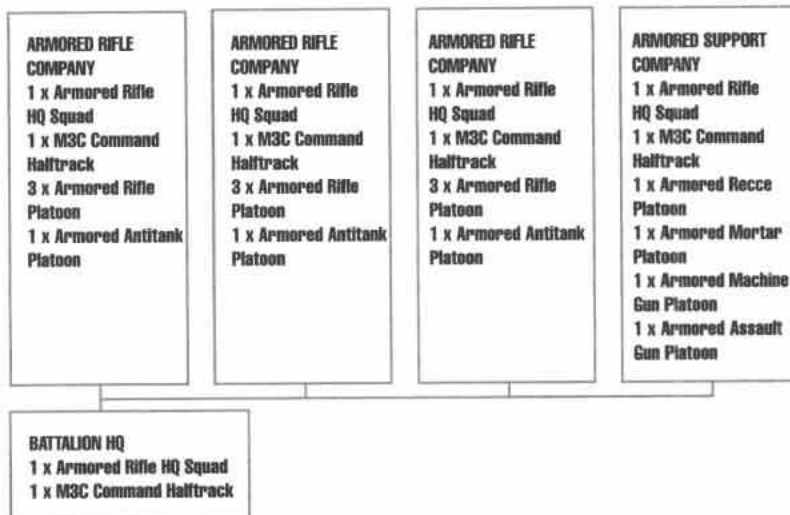 ARMORED RIFLE
COMPANY
1 x Armored Rifle
HQ Squad
1 x M3C Command
Halftrack
3 x Armored Rifle
Platoon
1 x Armored Antitank
Platoon
ARMORED RIFLE
COMPANY
1 x Armored Rifle
HQ Squad
1 x M3C Command
Halftrack
3 x Armored Rifle
Platoon
1 x Armored Antitank
Platoon
ARMORED RIFLE
COMPANY
1 x Armored Rifle
HQ Squad
1 x M3C Command
Halftrack
3 x Armored Rifle
Platoon
1 x Armored Antitank
Platoon
ARMORED SUPPORT
COMPANY
1 x Armored Rifle
HQ Squad
1 x M3C Command
Halftrack
1 x Armored Recce
Platoon
1 x Armored Mortar
Platoon
1 x Armored Machine
Gun Platoon
1 x Armored Assault
Gun Platoon
BATTALION HQ
1 x Armored Rifle HQ Squad
1 x M3C Command Halftrack